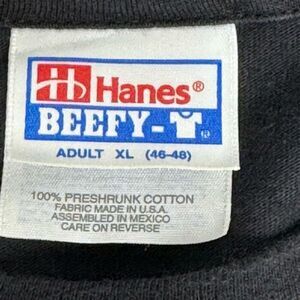 Hanes®
BEEFY-T®
ADULT XL (46-48)
100% PRESHRUNK COTTON
FABRIC MADE IN U.S.A.
ASSEMBLED IN MEXICO
CARE ON REVERSE